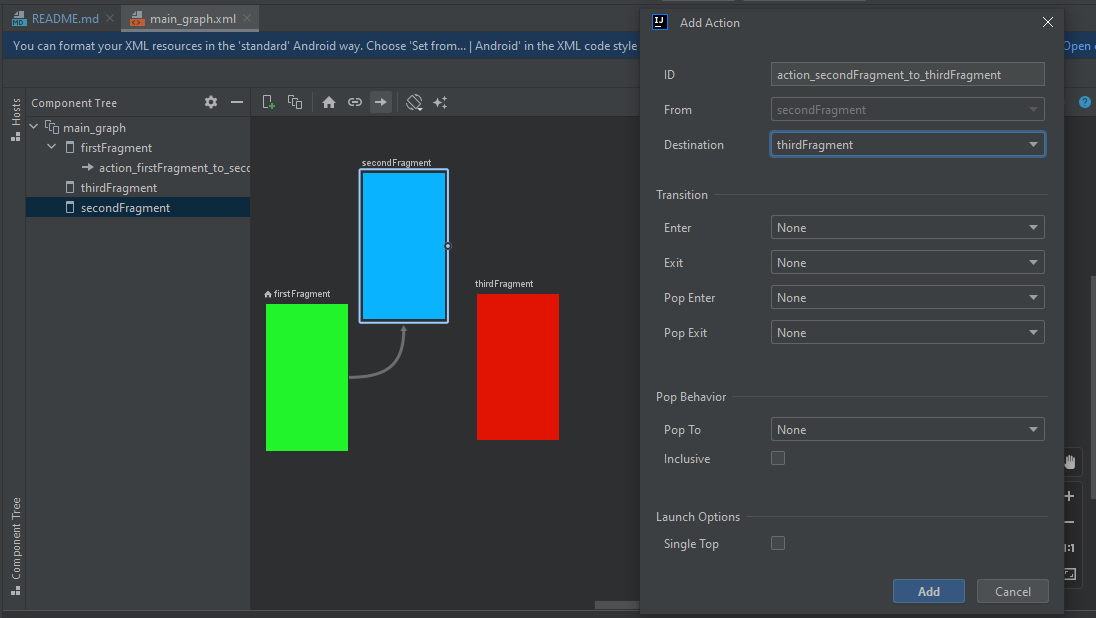 README.md
main_graph.xml
You can format your XML resources in the 'standard' Android way. Choose 'Set from... | Android' in the XML code style
Open
Hosts
Component Tree
main_graph
firstFragment
action_firstFragment_to_seco
thirdFragment
secondFragment
Component Tree
secondFragment
firstFragment
thirdFragment
1:1
IJ
Add Action
ID
action_secondFragment_to_thirdFragment
From
secondFragment
Destination
thirdFragment
Transition
Enter
None
Exit
None
Pop Enter
None
Pop Exit
None
Pop Behavior
Pop To
None
Inclusive
Launch Options
Single Top
Add
Cancel